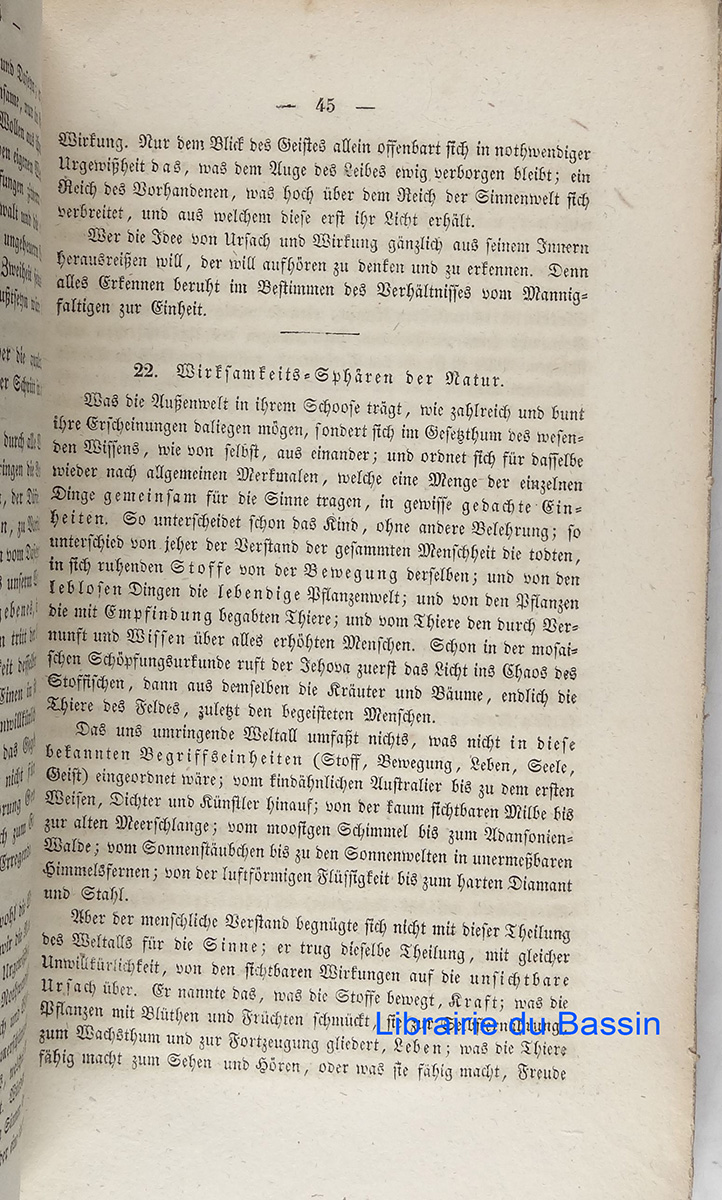 — 45 —
Wirkung. Nur dem Blick des Geistes allein offenbart sich in nothwendiger
Urgewißheit das, was dem Auge des Leibes ewig verborgen bleibt; ein
Reich des Vorhandenen, was hoch über dem Reich der Sinnenwelt sich
verbreitet, und aus welchem diese erst ihr Licht erhält.
Wer die Idee von Ursach und Wirkung gänzlich aus seinem Innern
herausreißen will, der will aufhören zu denken und zu erkennen. Denn
alles Erkennen beruht im Bestimmen des Verhältnisses vom Mannig-
faltigen zur Einheit.
22. Wirksamkeits-Sphären der Natur.
Was die Außenwelt in ihrem Schoose trägt, wie zahlreich und bunt
ihre Erscheinungen daliegen mögen, sondert sich im Gesetzthum des wesen-
den Wissens, wie von selbst, aus einander; und ordnet sich für dasselbe
wieder nach allgemeinen Merkmalen, welche eine Menge der einzelnen
Dinge gemeinsam für die Sinne tragen, in gewisse gedachte Ein-
heiten. So unterscheidet schon das Kind, ohne andere Belehrung; so
unterschied von jeher der Verstand der gesammten Menschheit die todten,
in sich ruhenden Stoffe von der Bewegung derselben; und von den
leblosen Dingen die lebendige Pflanzenwelt; und von den Pflanzen
die mit Empfindung begabten Thiere; und vom Thiere den durch Ver-
nunft und Wissen über alles erhöhten Menschen. Schon in der mosai-
schen Schöpfungsurkunde ruft der Jehova zuerst das Licht ins Chaos des
Stoffischen, dann aus demselben die Kräuter und Bäume, endlich die
Thiere des Feldes, zuletzt den begeisteten Menschen.
Das uns umringende Weltall umfaßt nichts, was nicht in diese
bekannten Begriffseinheiten (Stoff, Bewegung, Leben, Seele,
Geist) eingeordnet wäre; vom kindähnlichen Australier bis zu dem ersten
Weisen, Dichter und Künstler hinauf; von der kaum sichtbaren Milbe bis
zur alten Meerschlange; vom moosigen Schimmel bis zum Adansonien-
Walde; vom Sonnenstäubchen bis zu den Sonnenwelten in unermeßbaren
Himmelsfernen; von der luftförmigen Flüssigkeit bis zum harten Diamant
und Stahl.
Aber der menschliche Verstand begnügte sich nicht mit dieser Theilung
des Weltalls für die Sinne; er trug dieselbe Theilung, mit gleicher
Unwillkürlichkeit, von den sichtbaren Wirkungen auf die unsichtbare
Ursach über. Er nannte das, was die Stoffe bewegt, Kraft; was die
Pflanzen mit Blüthen und Früchten schmückt,
zum Wachsthum und zur Fortzeugung gliedert, Leben; was die Thiere
fähig macht zum Sehen und Hören, oder was sie fähig macht, Freude
Librairie du Bassin